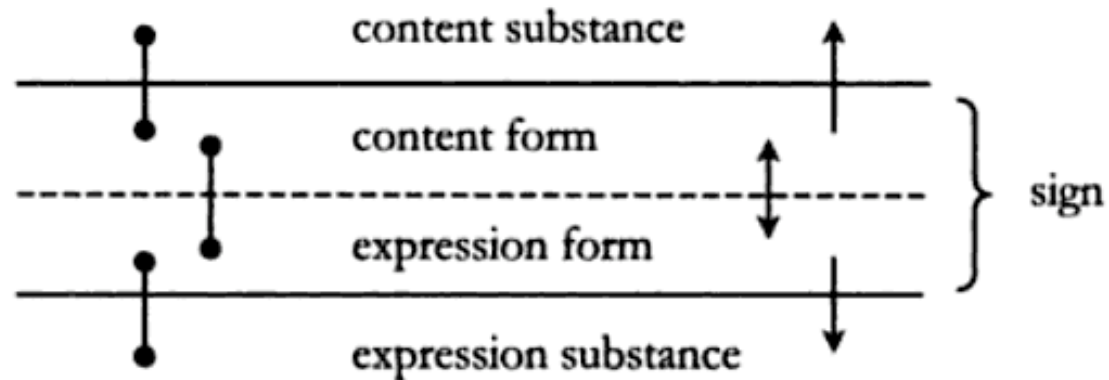 content substance
content form
sign
expression form
expression substance